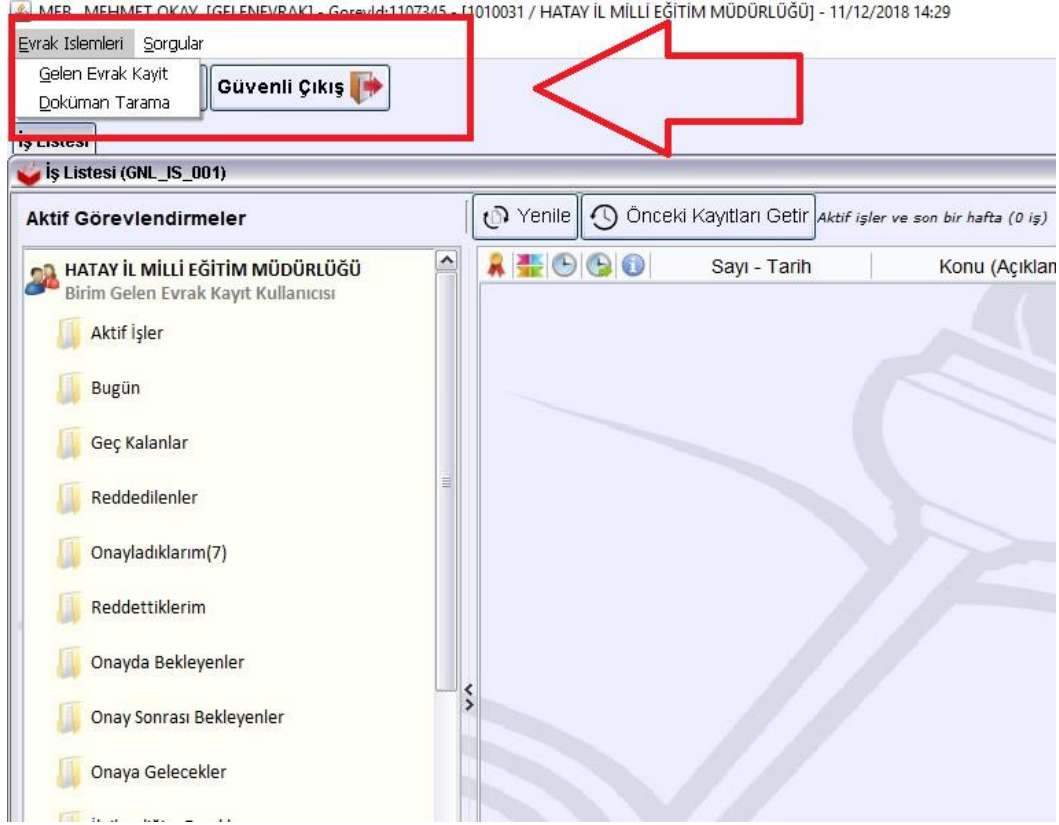 MEB MEHMET OKAY [GELENEVRAK] - GorevId:1107345 - [1010031 / HATAY İL MİLLİ EĞİTİM MÜDÜRLÜĞÜ] - 11/12/2018 14:29
Evrak Islemleri Sorgular
Gelen Evrak Kayit
Doküman Tarama
Güvenli Çıkış
İş Listesi
İş Listesi (GNL_IS_001)
Aktif Görevlendirmeler
Yenile
Önceki Kayıtları Getir
Aktif işler ve son bir hafta (0 iş)
HATAY İL MİLLİ EĞİTİM MÜDÜRLÜĞÜ
Birim Gelen Evrak Kayıt Kullanıcısı
Sayı - Tarih
Konu (Açıklam
Aktif İşler
Bugün
Geç Kalanlar
Reddedilenler
Onayladıklarım(7)
Reddettiklerim
Onayda Bekleyenler
Onay Sonrası Bekleyenler
Onaya Gelecekler